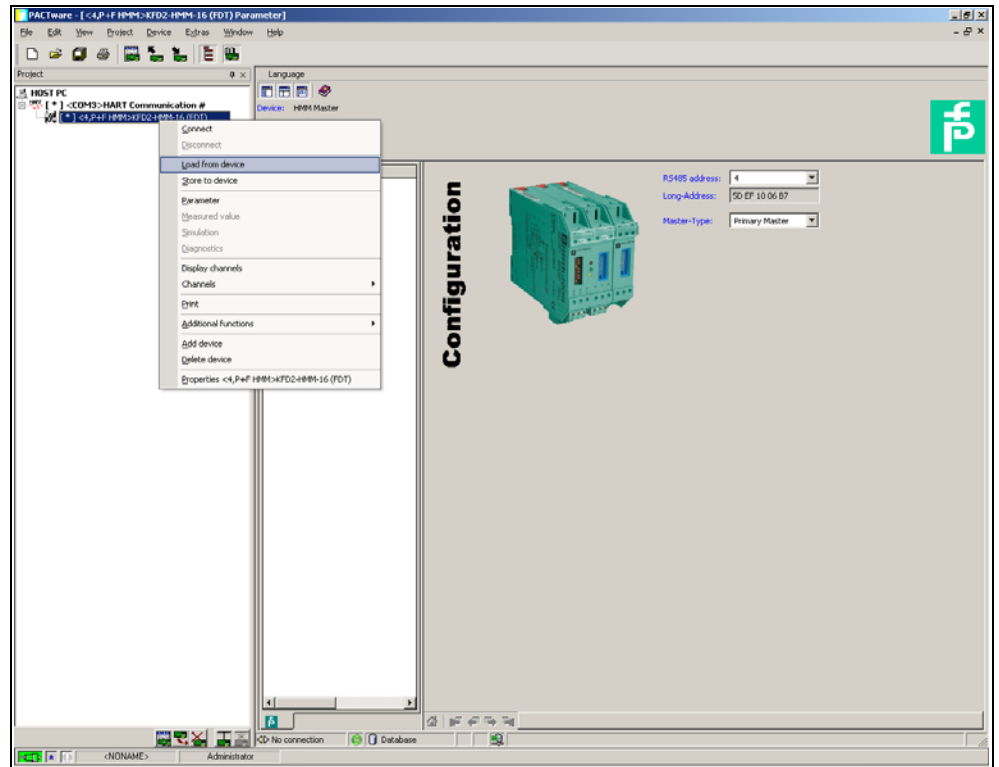 PACTware - [ <4,P+F HMM>KFD2-HMM-16 (FDT) Parameter]
File Edit View Project Device Extras Window Help
Project
Language
HOST PC
[ * ] <COM3>HART Communication #
[ * ] <4,P+F HMM>KFD2-HMM-16 (FDT)
Device: HMM Master
Connect
Disconnect
Load from device
Store to device
Parameter
Measured value
Simulation
Diagnostics
Display channels
Channels
Print
Additional functions
Add device
Delete device
Properties <4,P+F HMM>KFD2-HMM-16 (FDT)
Configuration
RS485 address: 4
Long-Address: 5D EF 10 06 B7
Master-Type: Primary Master
No connection
Database
<NONAME>
Administrator